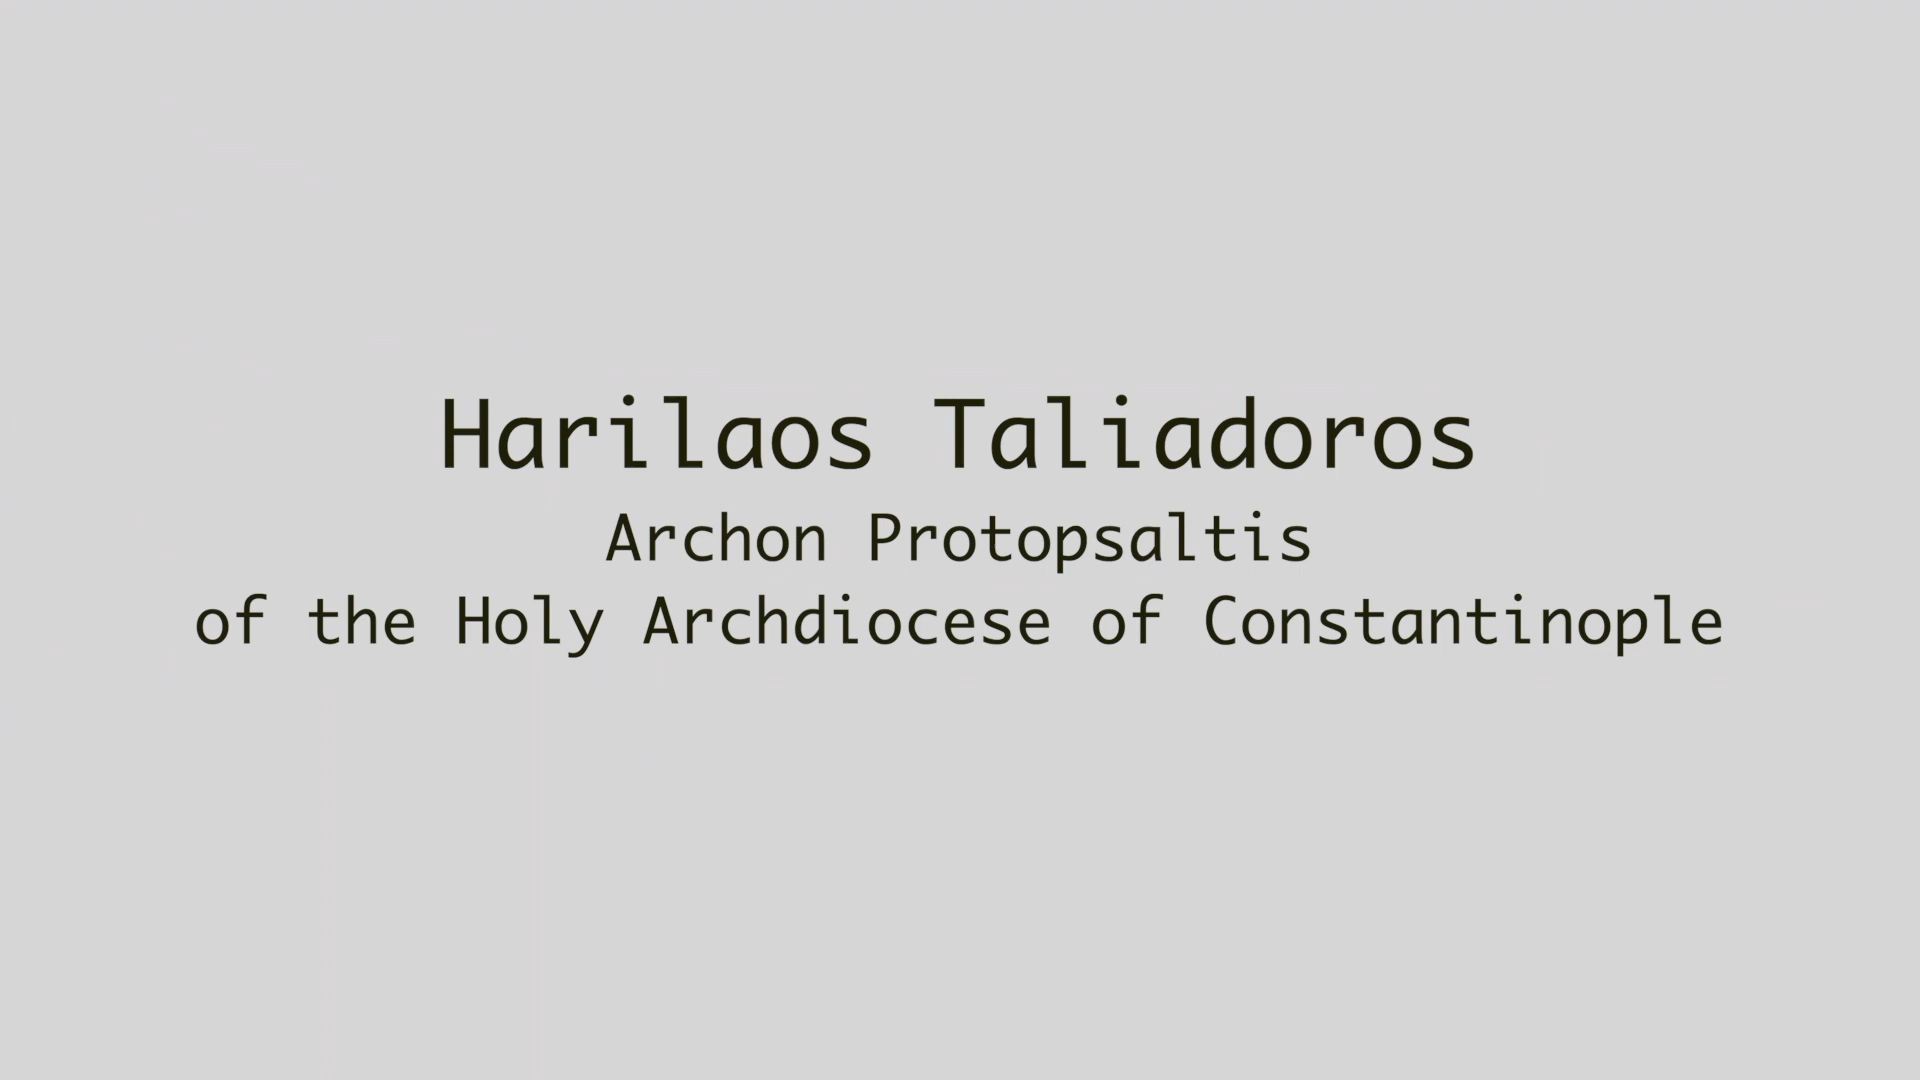 Harilaos Taliadoros
Archon Protopsaltis
of the Holy Archdiocese of Constantinople